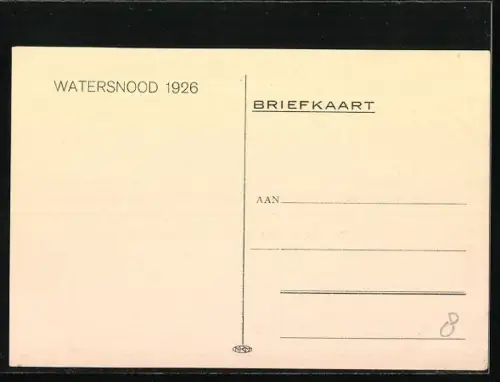 WATERSNOOD 1926
BRIEFKAART
AAN
8